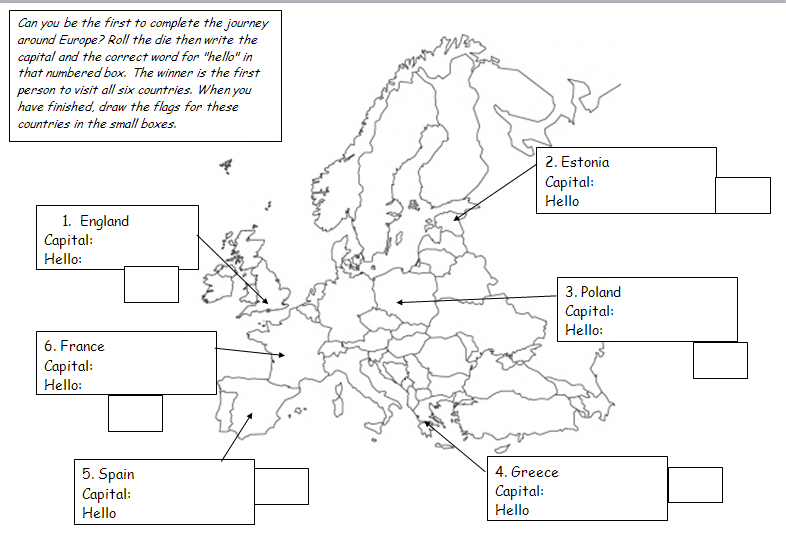 Can you be the first to complete the journey
around Europe? Roll the die then write the
capital and the correct word for "hello" in
that numbered box. The winner is the first
person to visit all six countries. When you
have finished, draw the flags for these
countries in the small boxes.
2. Estonia
Capital:
Hello
1. England
Capital:
Hello:
3. Poland
Capital:
Hello:
6. France
Capital:
Hello:
5. Spain
Capital:
Hello
4. Greece
Capital:
Hello